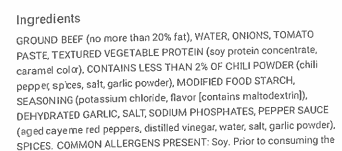 Ingredients
GROUND BEEF (no more than 20% fat), WATER, ONIONS, TOMATO
PASTE, TEXTURED VEGETABLE PROTEIN (soy protein concentrate,
caramel color), CONTAINS LESS THAN 2% OF CHILI POWDER (chili
pepper, spices, salt, garlic powder), MODIFIED FOOD STARCH,
SEASONING (potassium chloride, flavor [contains maltodextrin]),
DEHYDRATED GARLIC, SALT, SODIUM PHOSPHATES, PEPPER SAUCE
(aged cayenne red peppers, distilled vinegar, water, salt, garlic powder),
SPICES. COMMON ALLERGENS PRESENT: Soy. Prior to consuming the